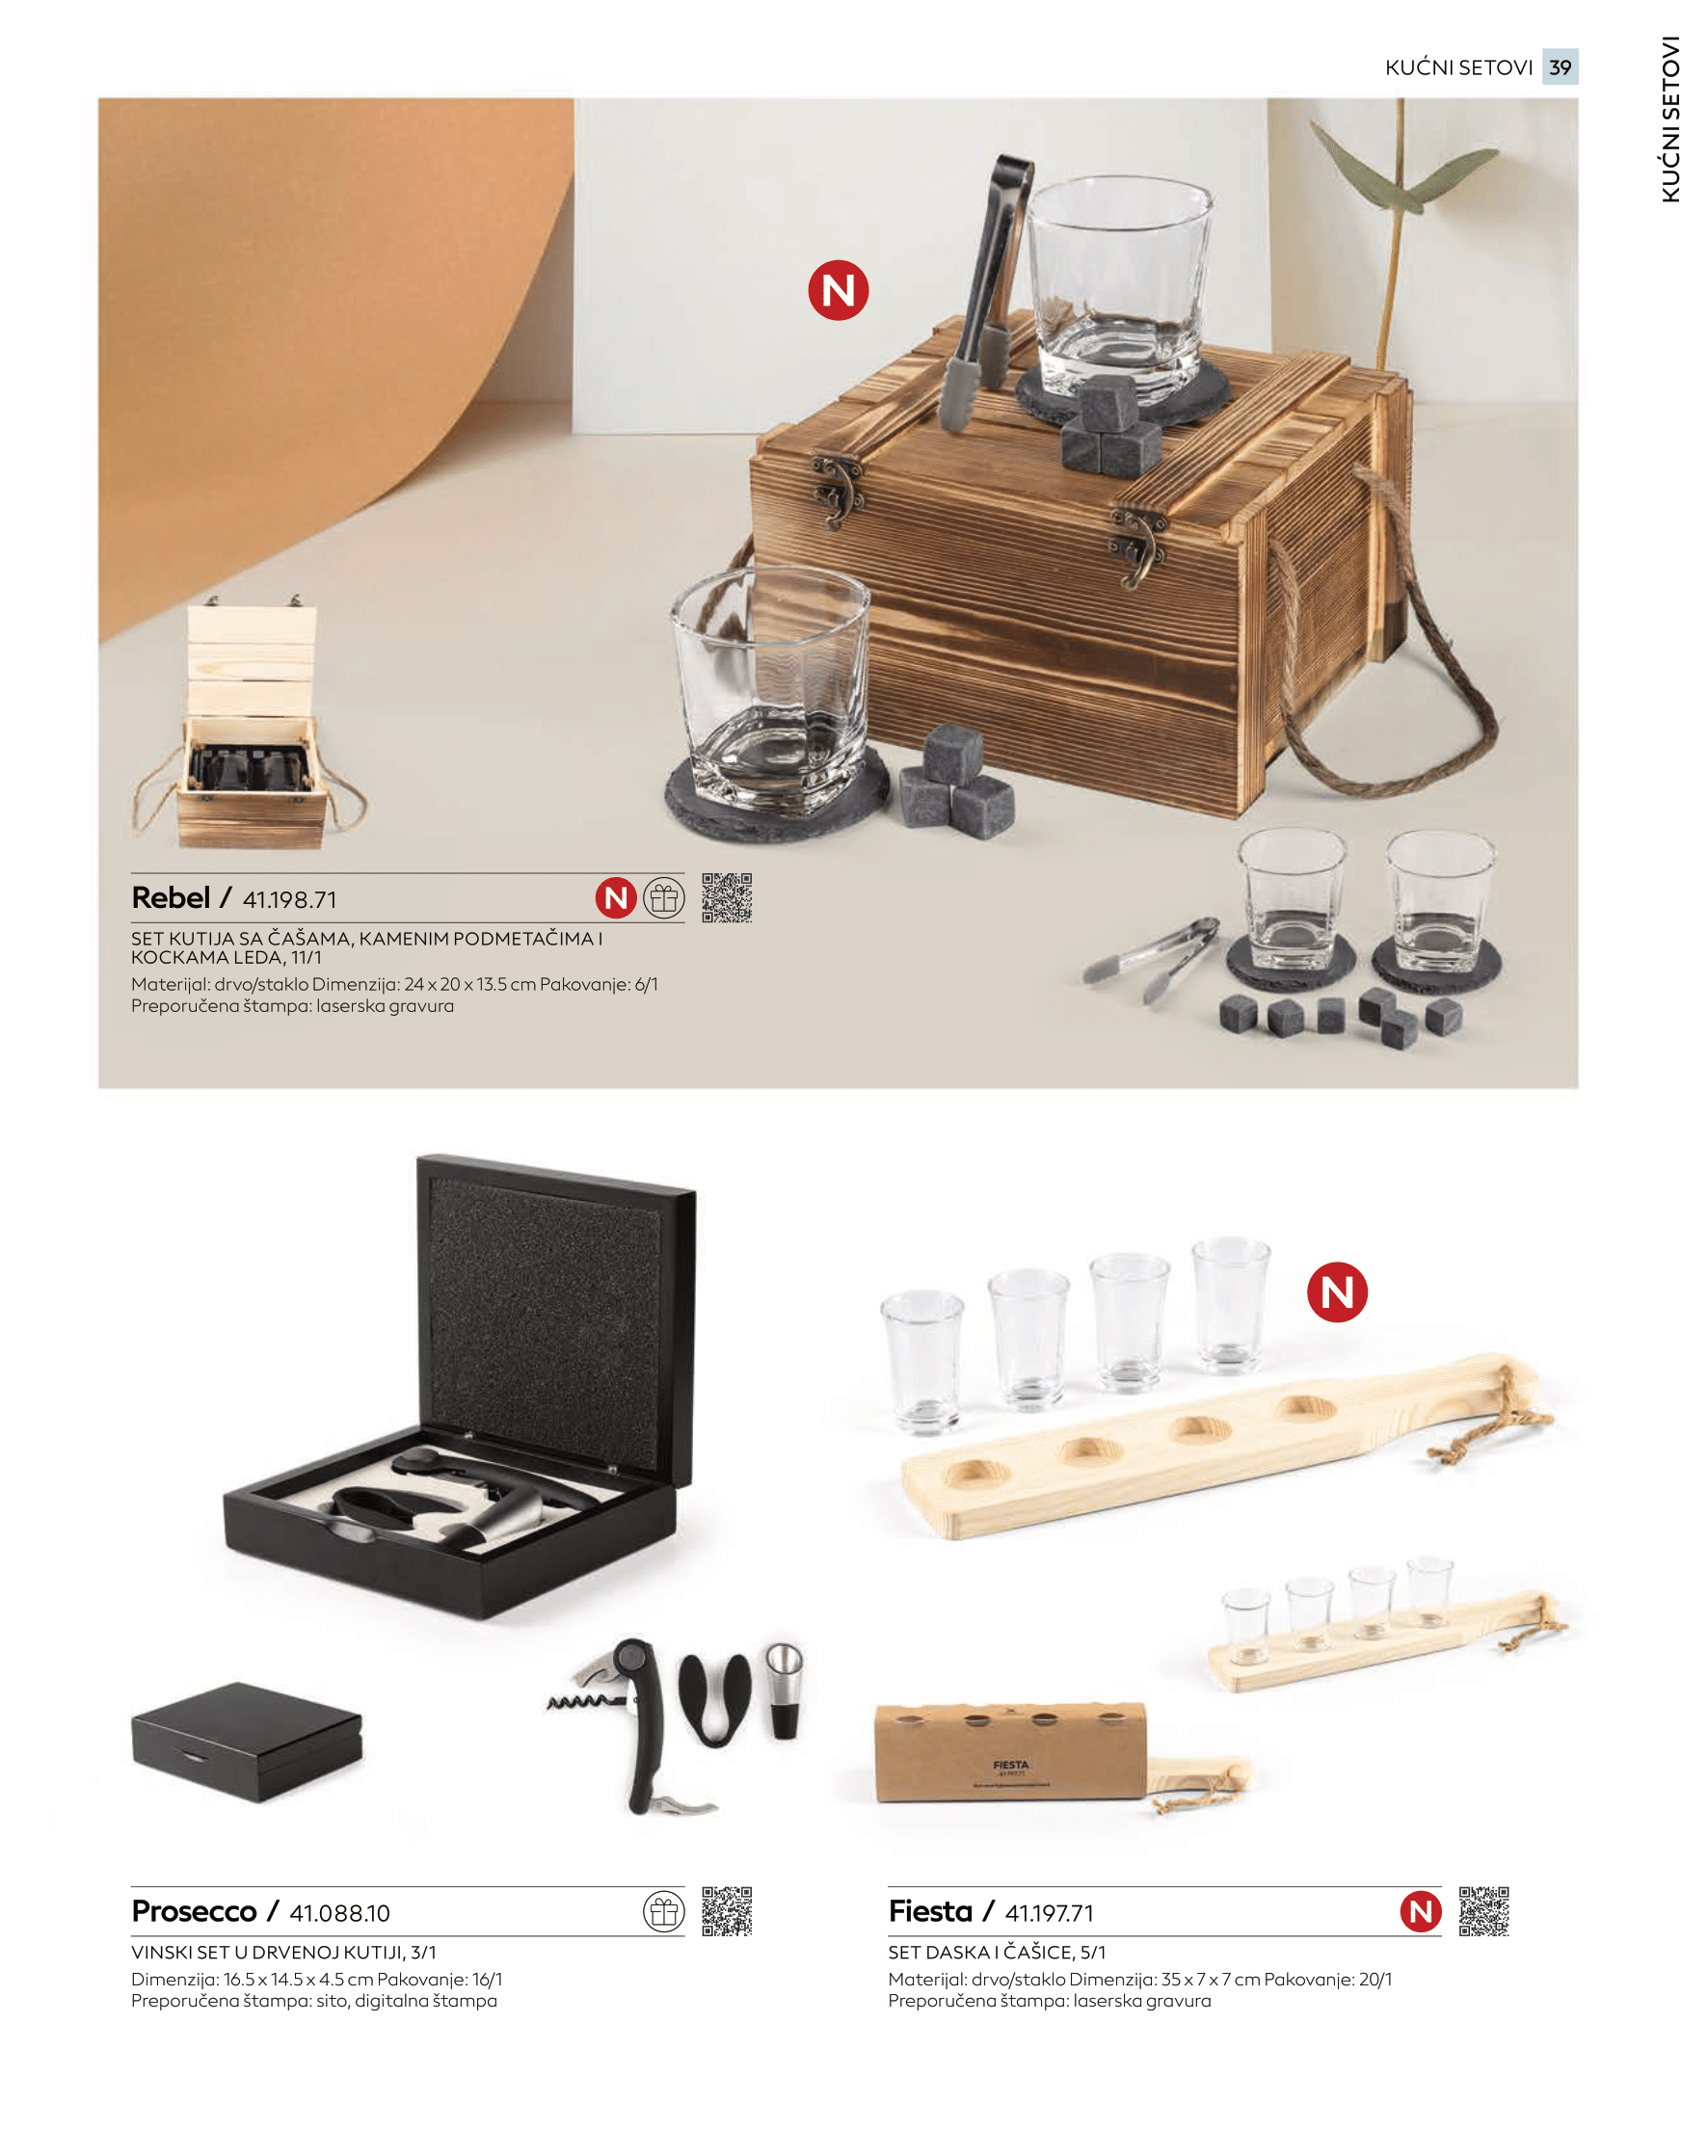 KUĆNI SETOVI 39
KUĆNI SETOVI
N
Rebel / 41.198.71
N
SET KUTIJA SA ČAŠAMA, KAMENIM PODMETAČIMA I
KOCKAMA LEDA, 11/1
Materijal: drvo/staklo Dimenzija: 24 x 20 x 13.5 cm Pakovanje: 6/1
Preporučena štampa: laserska gravura
N
FIESTA
41.197.71
Prosecco / 41.088.10
VINSKI SET U DRVENOJ KUTIJI, 3/1
Dimenzija: 16.5 x 14.5 x 4.5 cm Pakovanje: 16/1
Preporučena štampa: sito, digitalna štampa
Fiesta / 41.197.71
N
SET DASKA I ČAŠICE, 5/1
Materijal: drvo/staklo Dimenzija: 35 x 7 x 7 cm Pakovanje: 20/1
Preporučena štampa: laserska gravura